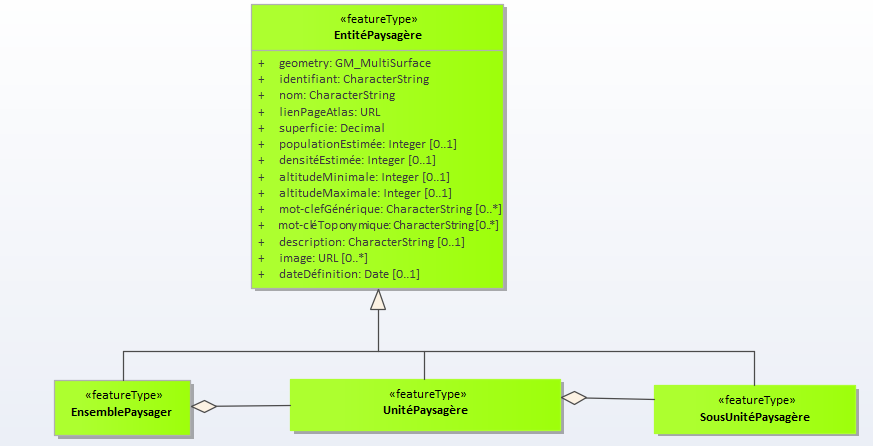 «featureType»
EntitéPaysagère
+ geometry: GM_MultiSurface
+ identifiant: CharacterString
+ nom: CharacterString
+ lienPageAtlas: URL
+ superficie: Decimal
+ populationEstimée: Integer [0..1]
+ densitéEstimée: Integer [0..1]
+ altitudeMinimale: Integer [0..1]
+ altitudeMaximale: Integer [0..1]
+ mot-clefGénérique: CharacterString [0..*]
+ mot-cléToponymique: CharacterString [0..*]
+ description: CharacterString [0..1]
+ image: URL [0..*]
+ dateDéfinition: Date [0..1]
«featureType»
EnsemblePaysager
«featureType»
UnitéPaysagère
«featureType»
SousUnitéPaysagère